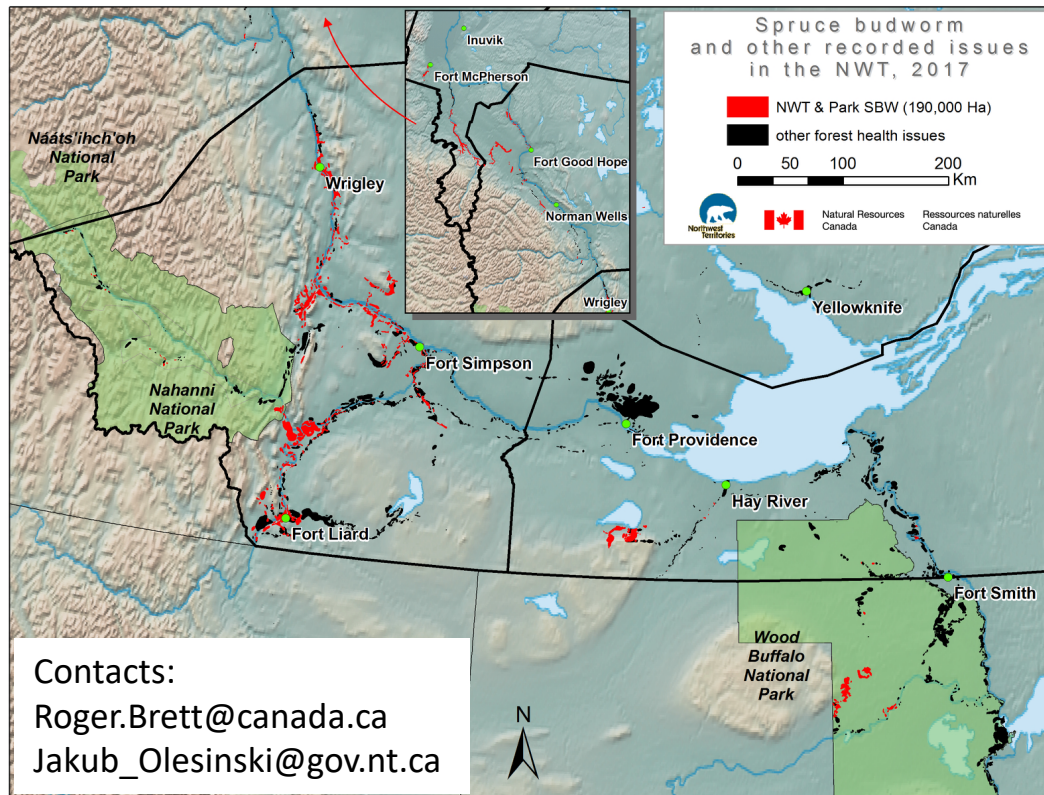 Spruce budworm
and other recorded issues
in the NWT, 2017
NWT & Park SBW (190,000 Ha)
other forest health issues
0 50 100 200
Km
Northwest
Territories
Natural Resources
Canada
Ressources naturelles
Canada
Inuvik
Fort McPherson
Fort Good Hope
Norman Wells
Wrigley
Nááts'ihch'oh
National
Park
Wrigley
Yellowknife
Fort Simpson
Nahanni
National
Park
Fort Providence
Hay River
Fort Liard
Fort Smith
Wood
Buffalo
National
Park
N
Contacts:
Roger.Brett@canada.ca
Jakub_Olesinski@gov.nt.ca